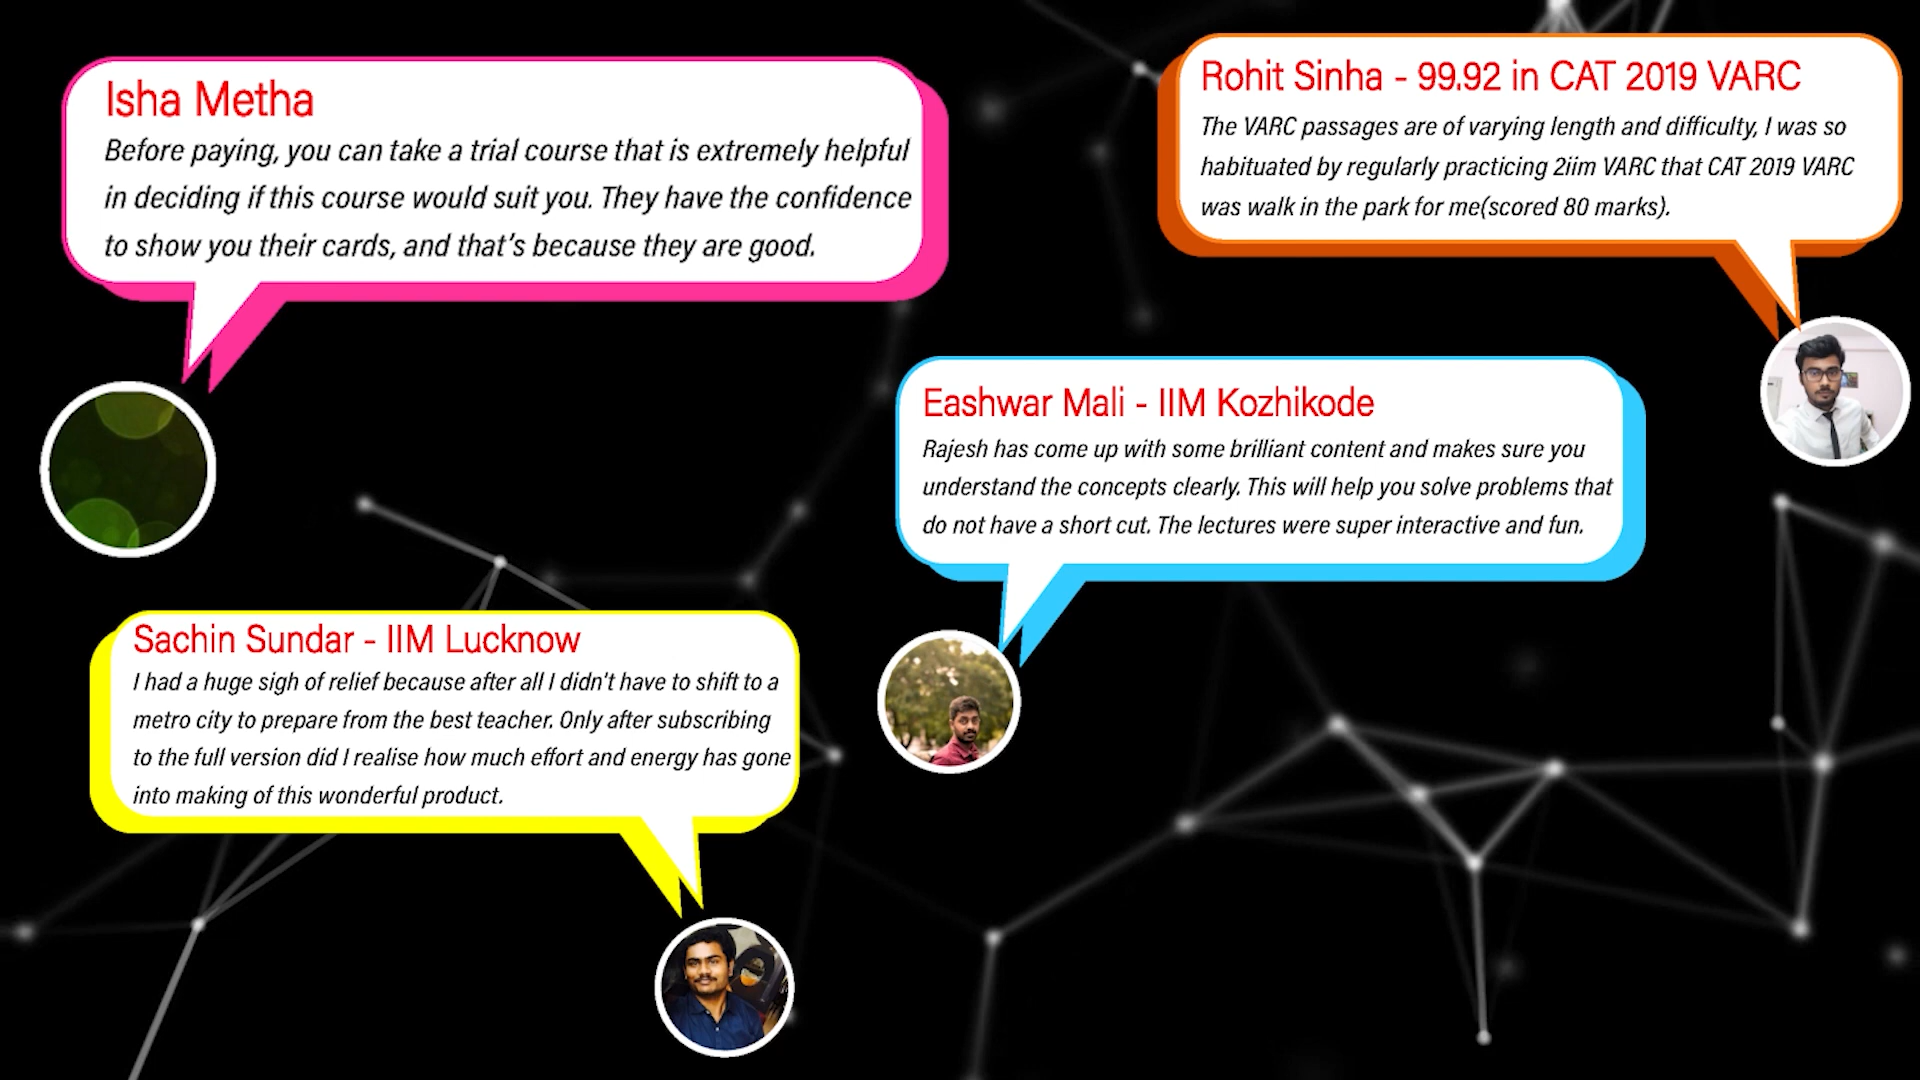 Isha Metha
Before paying, you can take a trial course that is extremely helpful
in deciding if this course would suit you. They have the confidence
to show you their cards, and that's because they are good.
Rohit Sinha - 99.92 in CAT 2019 VARC
The VARC passages are of varying length and difficulty, I was so
habituated by regularly practicing 2iim VARC that CAT 2019 VARC
was walk in the park for me(scored 80 marks).
Eashwar Mali - IIM Kozhikode
Rajesh has come up with some brilliant content and makes sure you
understand the concepts clearly. This will help you solve problems that
do not have a short cut. The lectures were super interactive and fun.
Sachin Sundar - IIM Lucknow
I had a huge sigh of relief because after all I didn't have to shift to a
metro city to prepare from the best teacher. Only after subscribing
to the full version did I realise how much effort and energy has gone
into making of this wonderful product.